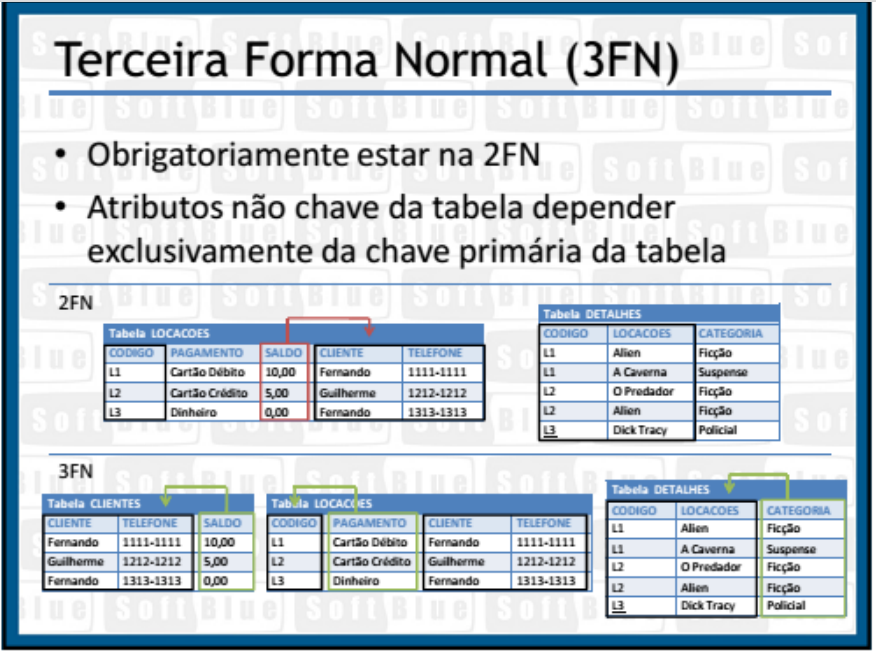 Terceira Forma Normal (3FN)
• Obrigatoriamente estar na 2FN
• Atributos não chave da tabela depender
exclusivamente da chave primária da tabela
2FN
Tabela LOCACOES
CODIGO PAGAMENTO SALDO CLIENTE TELEFONE
L1 Cartão Débito 10,00 Fernando 1111-1111
L2 Cartão Crédito 5,00 Guilherme 1212-1212
L3 Dinheiro 0,00 Fernando 1313-1313
Tabela DETALHES
CODIGO LOCACOES CATEGORIA
L1 Alien Ficção
L1 A Caverna Suspense
L2 O Predador Ficção
L2 Alien Ficção
L3 Dick Tracy Policial
3FN
Tabela CLIENTES
CLIENTE TELEFONE SALDO
Fernando 1111-1111 10,00
Guilherme 1212-1212 5,00
Fernando 1313-1313 0,00
Tabela LOCACOES
CODIGO PAGAMENTO CLIENTE TELEFONE
L1 Cartão Débito Fernando 1111-1111
L2 Cartão Crédito Guilherme 1212-1212
L3 Dinheiro Fernando 1313-1313
Tabela DETALHES
CODIGO LOCACOES CATEGORIA
L1 Alien Ficção
L1 A Caverna Suspense
L2 O Predador Ficção
L2 Alien Ficção
L3 Dick Tracy Policial